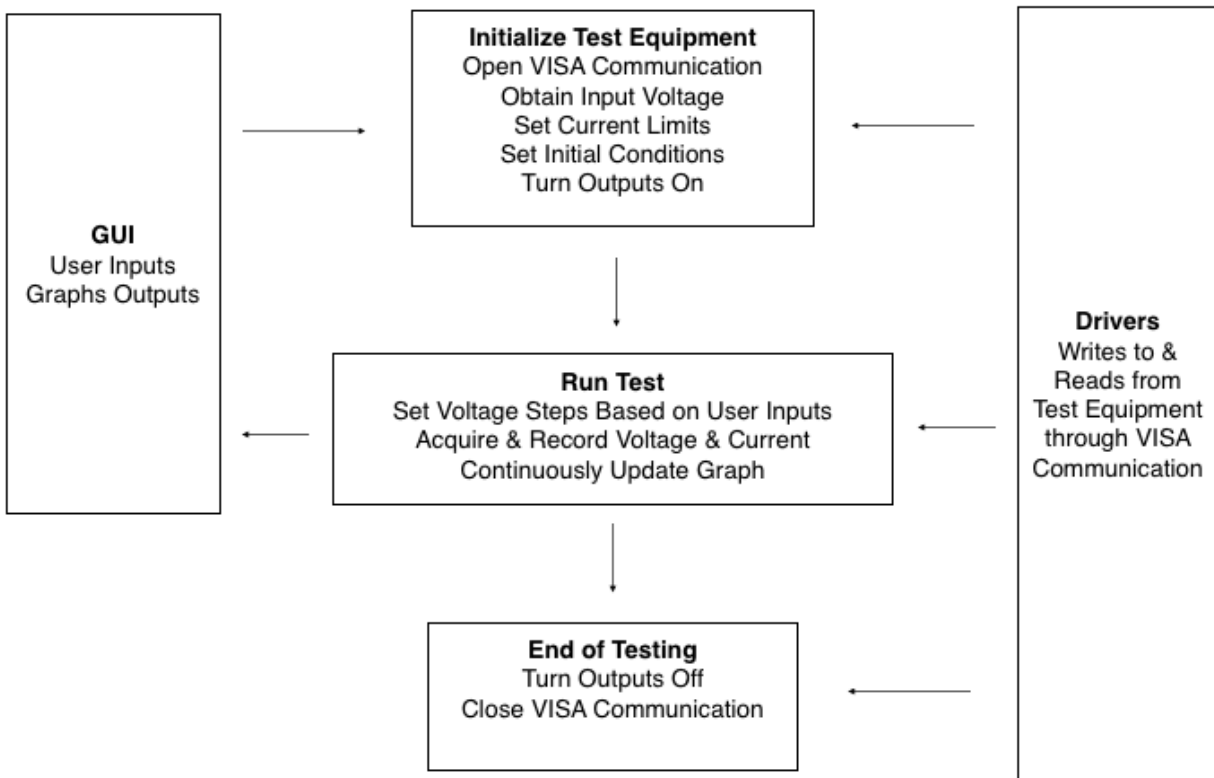 Initialize Test Equipment
Open VISA Communication
Obtain Input Voltage
Set Current Limits
Set Initial Conditions
Turn Outputs On
GUI
User Inputs
Graphs Outputs
Run Test
Set Voltage Steps Based on User Inputs
Acquire & Record Voltage & Current
Continuously Update Graph
Drivers
Writes to &
Reads from
Test Equipment
through VISA
Communication
End of Testing
Turn Outputs Off
Close VISA Communication